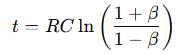 t = RC ln ( (1 + β) / (1 − β) )